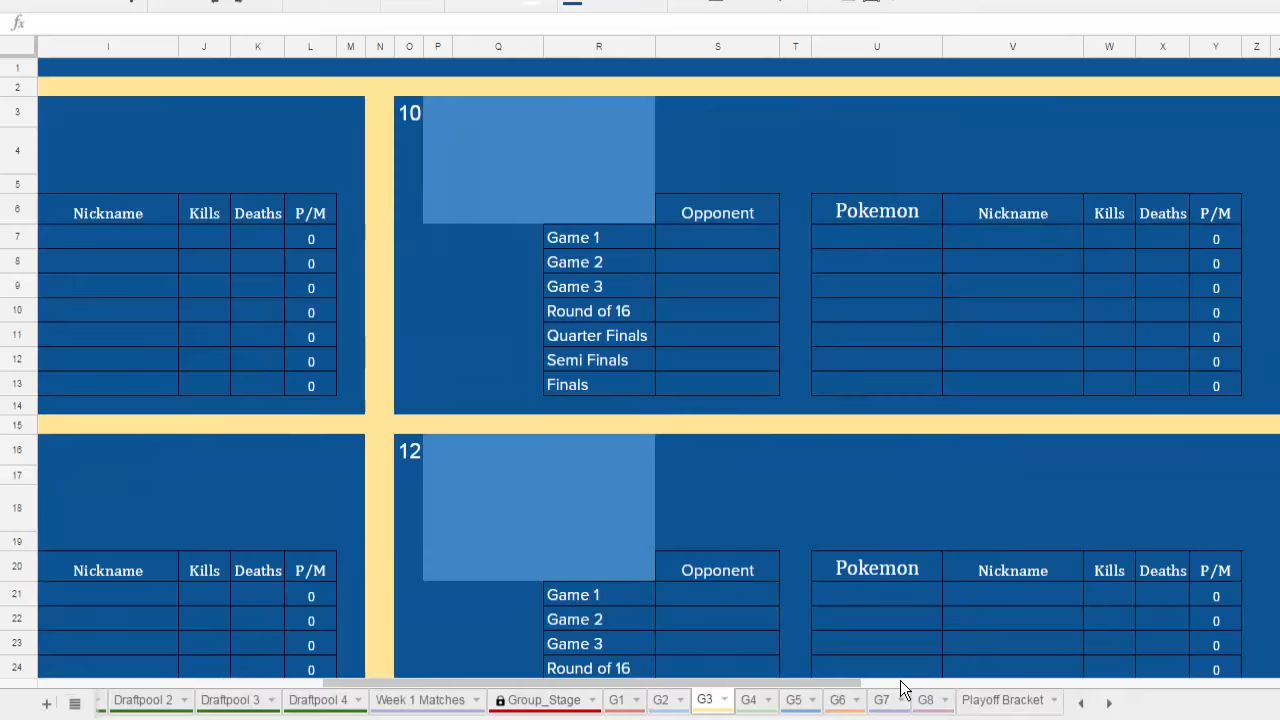 fx
I J K L M N O P Q R S T U V W X Y Z
1
2
3 10
4
5
6 Nickname Kills Deaths P/M Opponent Pokemon Nickname Kills Deaths P/M
7 0 Game 1 0
8 0 Game 2 0
9 0 Game 3 0
10 0 Round of 16 0
11 0 Quarter Finals 0
12 0 Semi Finals 0
13 0 Finals 0
14
15
16 12
17
18
19
20 Nickname Kills Deaths P/M Opponent Pokemon Nickname Kills Deaths P/M
21 0 Game 1 0
22 0 Game 2 0
23 0 Game 3 0
24 0 Round of 16 0
+ Draftpool 2 Draftpool 3 Draftpool 4 Week 1 Matches Group_Stage G1 G2 G3 G4 G5 G6 G7 G8 Playoff Bracket